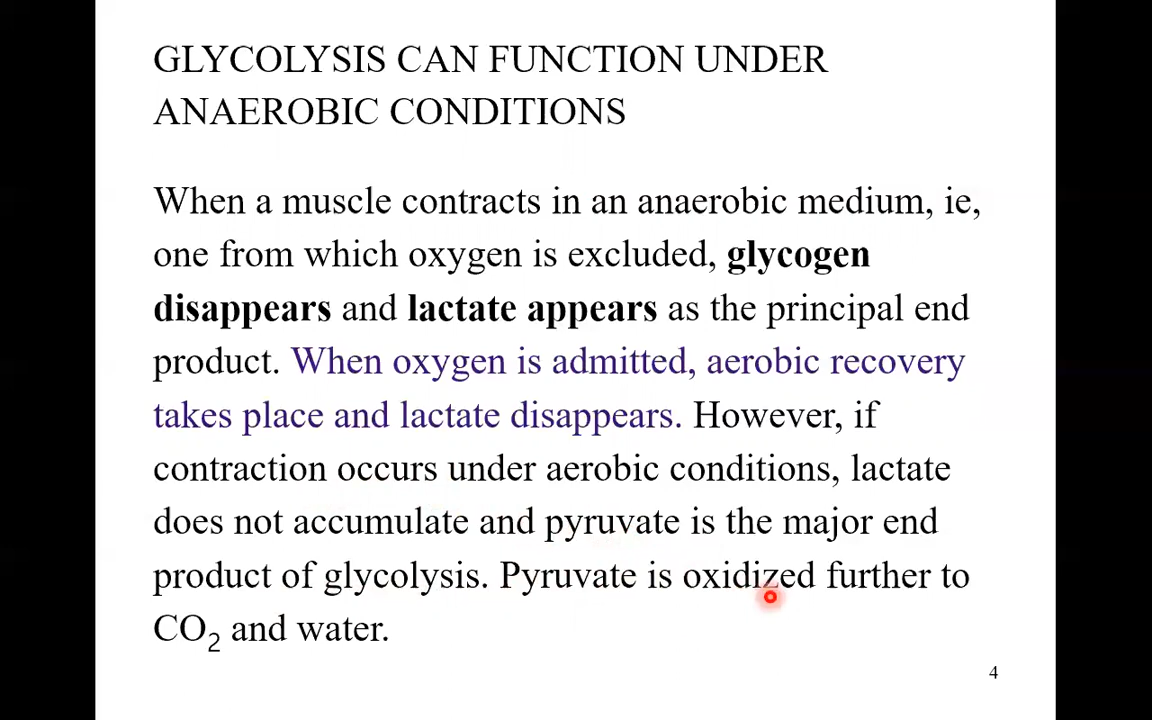 GLYCOLYSIS CAN FUNCTION UNDER
ANAEROBIC CONDITIONS
When a muscle contracts in an anaerobic medium, ie,
one from which oxygen is excluded, glycogen
disappears and lactate appears as the principal end
product. When oxygen is admitted, aerobic recovery
takes place and lactate disappears. However, if
contraction occurs under aerobic conditions, lactate
does not accumulate and pyruvate is the major end
product of glycolysis. Pyruvate is oxidized further to
CO₂ and water.
4